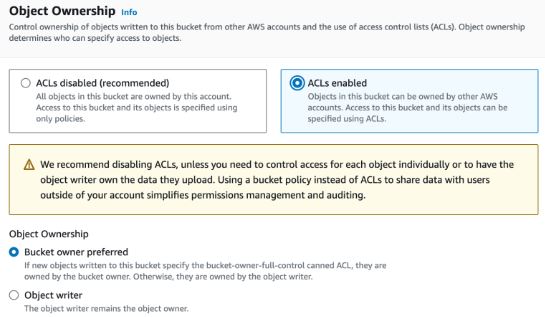 Object Ownership Info
Control ownership of objects written to this bucket from other AWS accounts and the use of access control lists (ACLs). Object ownership
determines who can specify access to objects.
ACLs disabled (recommended)
All objects in this bucket are owned by this account.
Access to this bucket and its objects is specified using
only policies.
ACLs enabled
Objects in this bucket can be owned by other AWS
accounts. Access to this bucket and its objects can be
specified using ACLs.
We recommend disabling ACLs, unless you need to control access for each object individually or to have the
object writer own the data they upload. Using a bucket policy instead of ACLs to share data with users
outside of your account simplifies permissions management and auditing.
Object Ownership
Bucket owner preferred
If new objects written to this bucket specify the bucket-owner-full-control canned ACL, they are
owned by the bucket owner. Otherwise, they are owned by the object writer.
Object writer
The object writer remains the object owner.